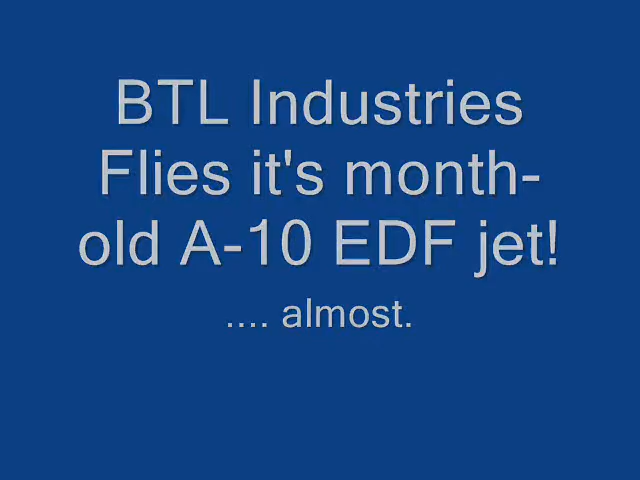 BTL Industries
Flies it's month-
old A-10 EDF jet!
.... almost.